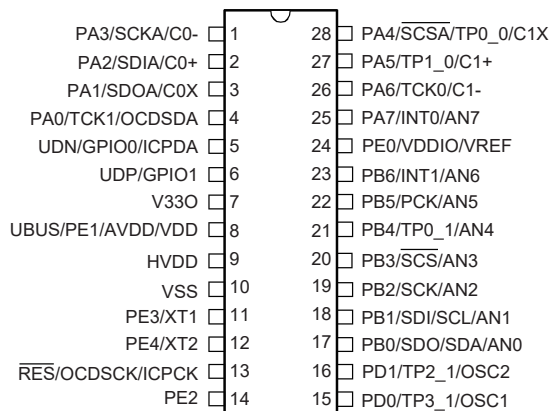 PA3/SCKA/C0- 1 28 PA4/SCSA/TP0_0/C1X
PA2/SDIA/C0+ 2 27 PA5/TP1_0/C1+
PA1/SDOA/C0X 3 26 PA6/TCK0/C1-
PA0/TCK1/OCDSDA 4 25 PA7/INT0/AN7
UDN/GPIO0/ICPDA 5 24 PE0/VDDIO/VREF
UDP/GPIO1 6 23 PB6/INT1/AN6
V33O 7 22 PB5/PCK/AN5
UBUS/PE1/AVDD/VDD 8 21 PB4/TP0_1/AN4
HVDD 9 20 PB3/SCS/AN3
VSS 10 19 PB2/SCK/AN2
PE3/XT1 11 18 PB1/SDI/SCL/AN1
PE4/XT2 12 17 PB0/SDO/SDA/AN0
RES/OCDSCK/ICPCK 13 16 PD1/TP2_1/OSC2
PE2 14 15 PD0/TP3_1/OSC1